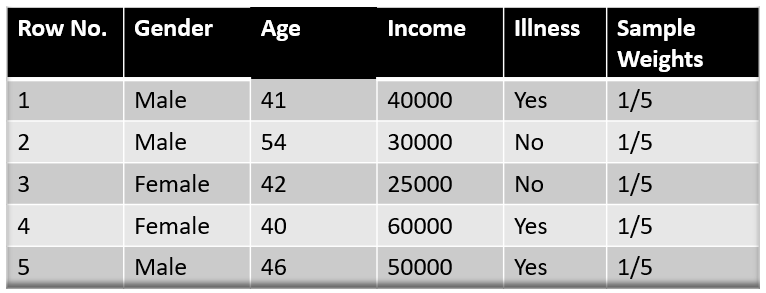 Row No. Gender Age Income Illness Sample
Weights
1 Male 41 40000 Yes 1/5
2 Male 54 30000 No 1/5
3 Female 42 25000 No 1/5
4 Female 40 60000 Yes 1/5
5 Male 46 50000 Yes 1/5